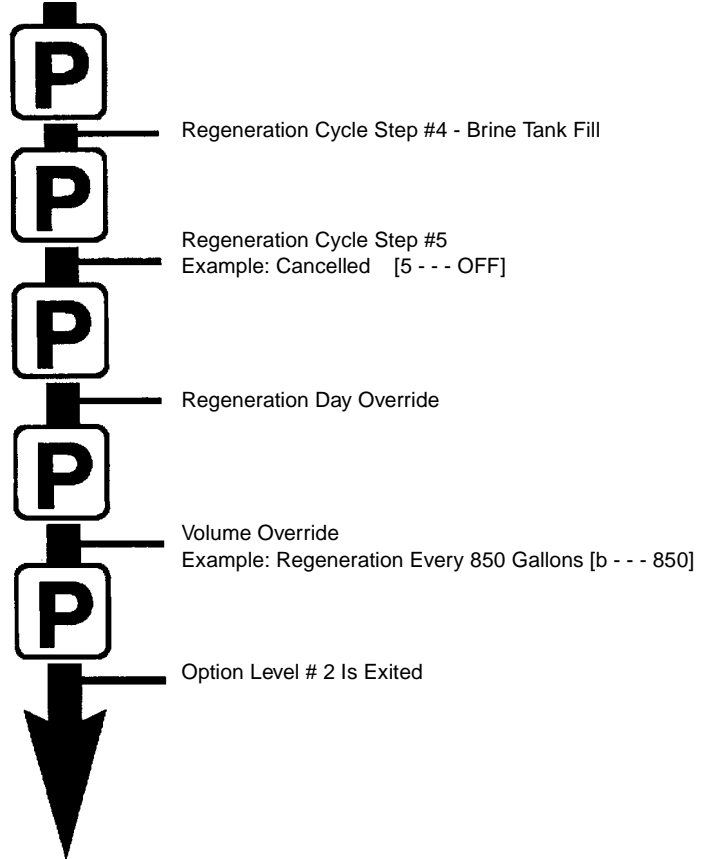 P
Regeneration Cycle Step #4 - Brine Tank Fill
P
Regeneration Cycle Step #5
Example: Cancelled [5 - - - OFF]
P
Regeneration Day Override
P
Volume Override
Example: Regeneration Every 850 Gallons [b - - - 850]
P
Option Level # 2 Is Exited